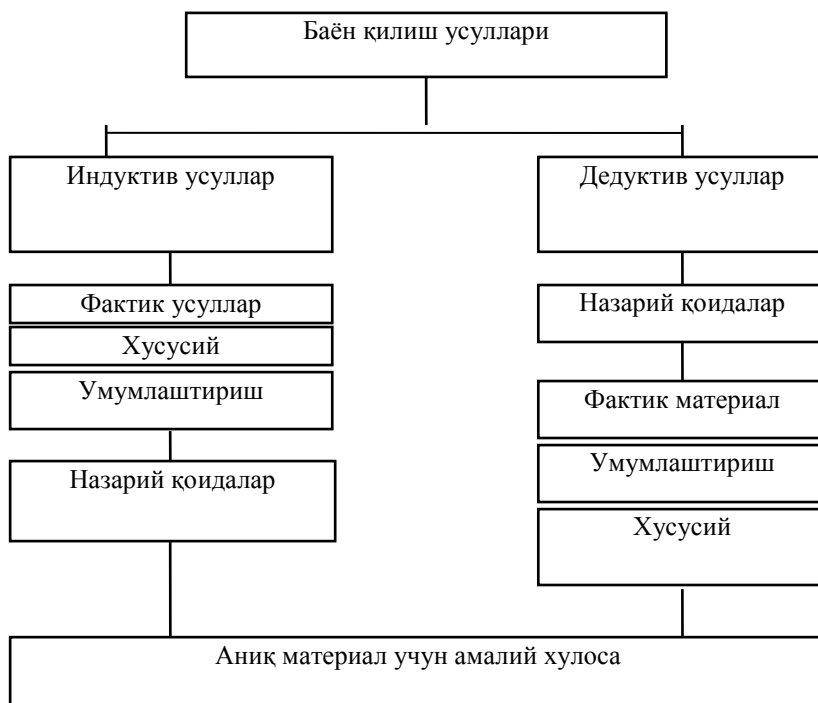 Баён қилиш усуллари
Индуктив усуллар
Дедуктив усуллар
Фактик усуллар
Хусусий
Умумлаштириш
Назарий қоидалар
Назарий қоидалар
Фактик материал
Умумлаштириш
Хусусий
Аниқ материал учун амалий хулоса